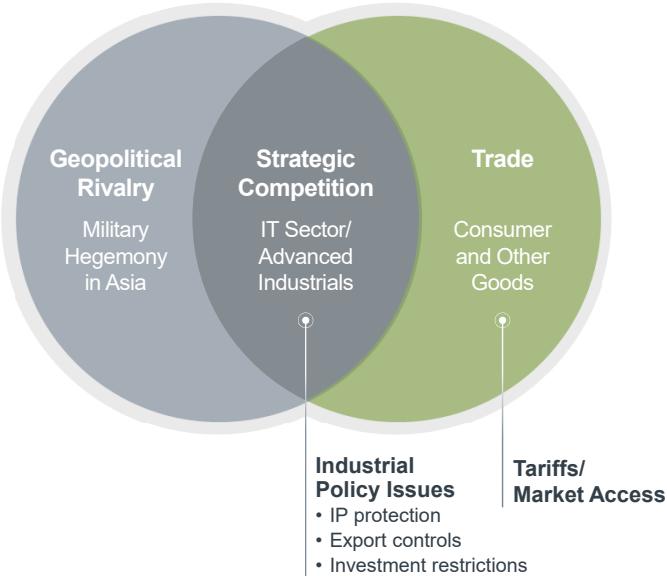 Geopolitical
Rivalry
Military
Hegemony
in Asia
Strategic
Competition
IT Sector/
Advanced
Industrials
Trade
Consumer
and Other
Goods
Industrial
Policy Issues
• IP protection
• Export controls
• Investment restrictions
Tariffs/
Market Access